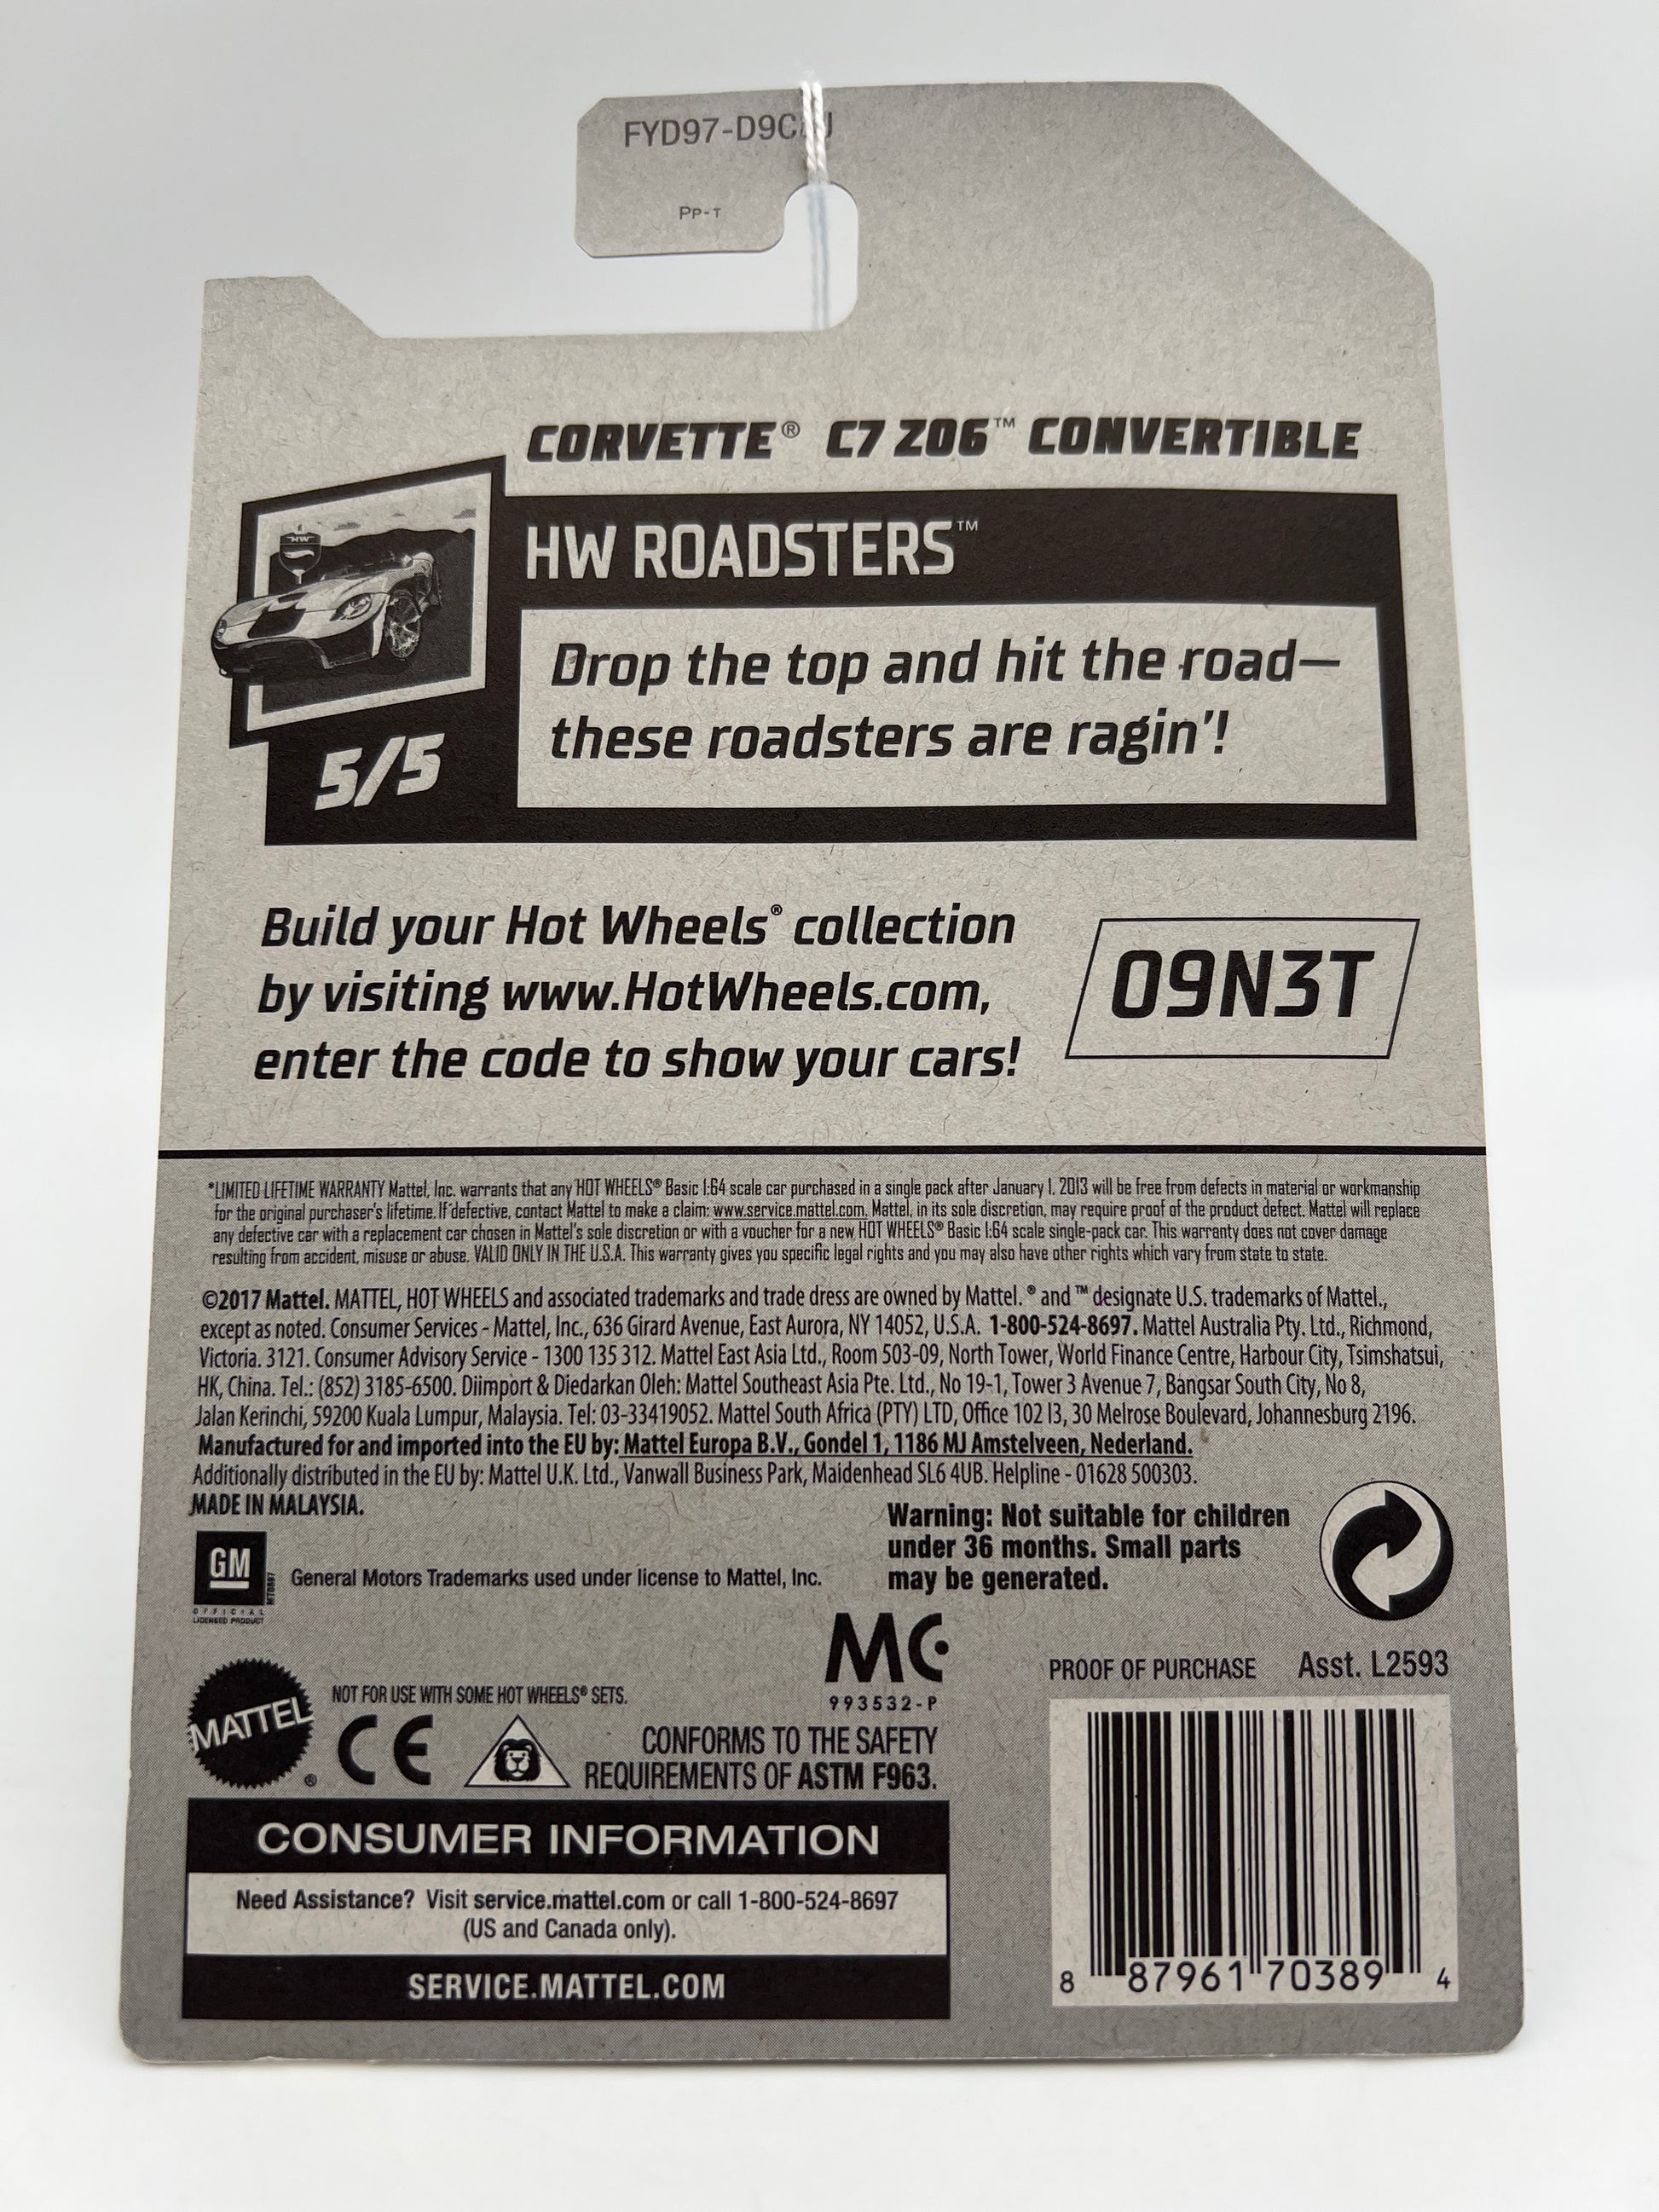 FYD97-D9C
PP-T
CORVETTE® C7 Z06™ CONVERTIBLE
HW
HW ROADSTERS™
Drop the top and hit the road—
these roadsters are ragin'!
5/5
Build your Hot Wheels® collection
by visiting www.HotWheels.com,
enter the code to show your cars!
09N3T
*LIMITED LIFETIME WARRANTY Mattel, Inc. warrants that any HOT WHEELS® Basic 1:64 scale car purchased in a single pack after January 1, 2013 will be free from defects in material or workmanship
for the original purchaser's lifetime. If defective, contact Mattel to make a claim: www.service.mattel.com. Mattel, in its sole discretion, may require proof of the product defect. Mattel will replace
any defective car with a replacement car chosen in Mattel's sole discretion or with a voucher for a new HOT WHEELS® Basic 1:64 scale single-pack car. This warranty does not cover damage
resulting from accident, misuse or abuse. VALID ONLY IN THE U.S.A. This warranty gives you specific legal rights and you may also have other rights which vary from state to state.
©2017 Mattel. MATTEL, HOT WHEELS and associated trademarks and trade dress are owned by Mattel. ® and ™ designate U.S. trademarks of Mattel.,
except as noted. Consumer Services - Mattel, Inc., 636 Girard Avenue, East Aurora, NY 14052, U.S.A. 1-800-524-8697. Mattel Australia Pty. Ltd., Richmond,
Victoria. 3121. Consumer Advisory Service - 1300 135 312. Mattel East Asia Ltd., Room 503-09, North Tower, World Finance Centre, Harbour City, Tsimshatsui,
HK, China. Tel.: (852) 3185-6500. Diimport & Diedarkan Oleh: Mattel Southeast Asia Pte. Ltd., No 19-1, Tower 3 Avenue 7, Bangsar South City, No 8,
Jalan Kerinchi, 59200 Kuala Lumpur, Malaysia. Tel: 03-33419052. Mattel South Africa (PTY) LTD, Office 102 I3, 30 Melrose Boulevard, Johannesburg 2196.
Manufactured for and imported into the EU by: Mattel Europa B.V., Gondel 1, 1186 MJ Amstelveen, Nederland.
Additionally distributed in the EU by: Mattel U.K. Ltd., Vanwall Business Park, Maidenhead SL6 4UB. Helpline - 01628 500303.
MADE IN MALAYSIA.
Warning: Not suitable for children
under 36 months. Small parts
may be generated.
GM
OFFICIAL
LICENSED PRODUCT
General Motors Trademarks used under license to Mattel, Inc.
MC
993532-P
PROOF OF PURCHASE Asst. L2593
MATTEL®
NOT FOR USE WITH SOME HOT WHEELS® SETS.
CE
CONFORMS TO THE SAFETY
REQUIREMENTS OF ASTM F963.
CONSUMER INFORMATION
Need Assistance? Visit service.mattel.com or call 1-800-524-8697
(US and Canada only).
SERVICE.MATTEL.COM
8 87961 70389 4